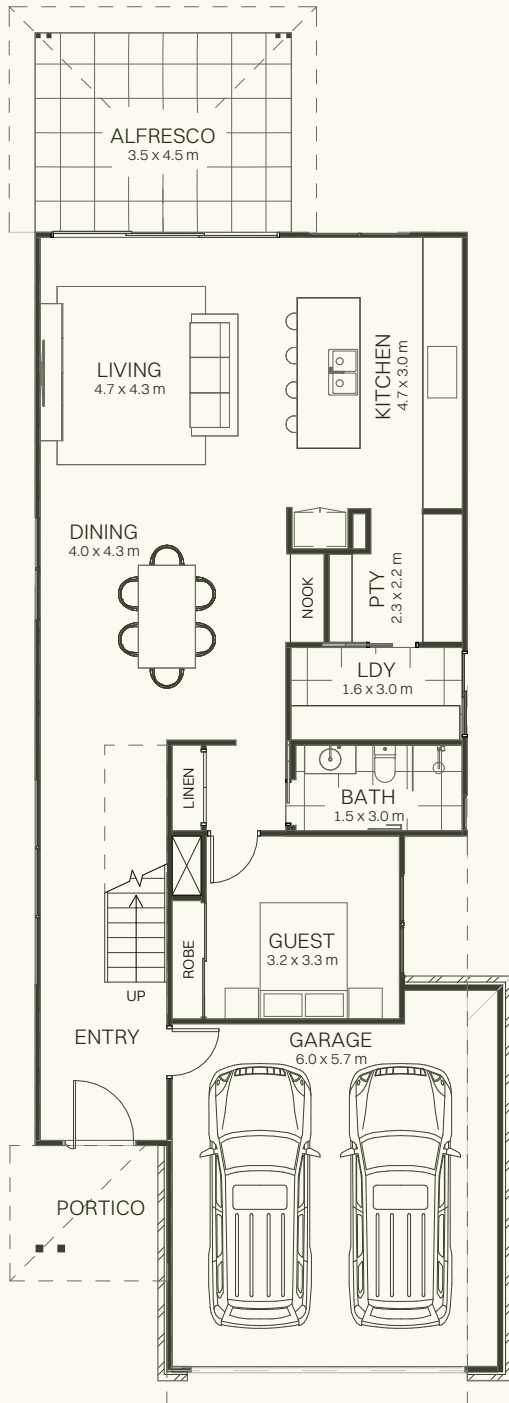 ALFRESCO
3.5 x 4.5 m
LIVING
4.7 x 4.3 m
KITCHEN
4.7 x 3.0 m
DINING
4.0 x 4.3 m
NOOK
PTY
2.3 x 2.2 m
LDY
1.6 x 3.0 m
LINEN
BATH
1.5 x 3.0 m
ROBE
GUEST
3.2 x 3.3 m
UP
ENTRY
GARAGE
6.0 x 5.7 m
PORTICO